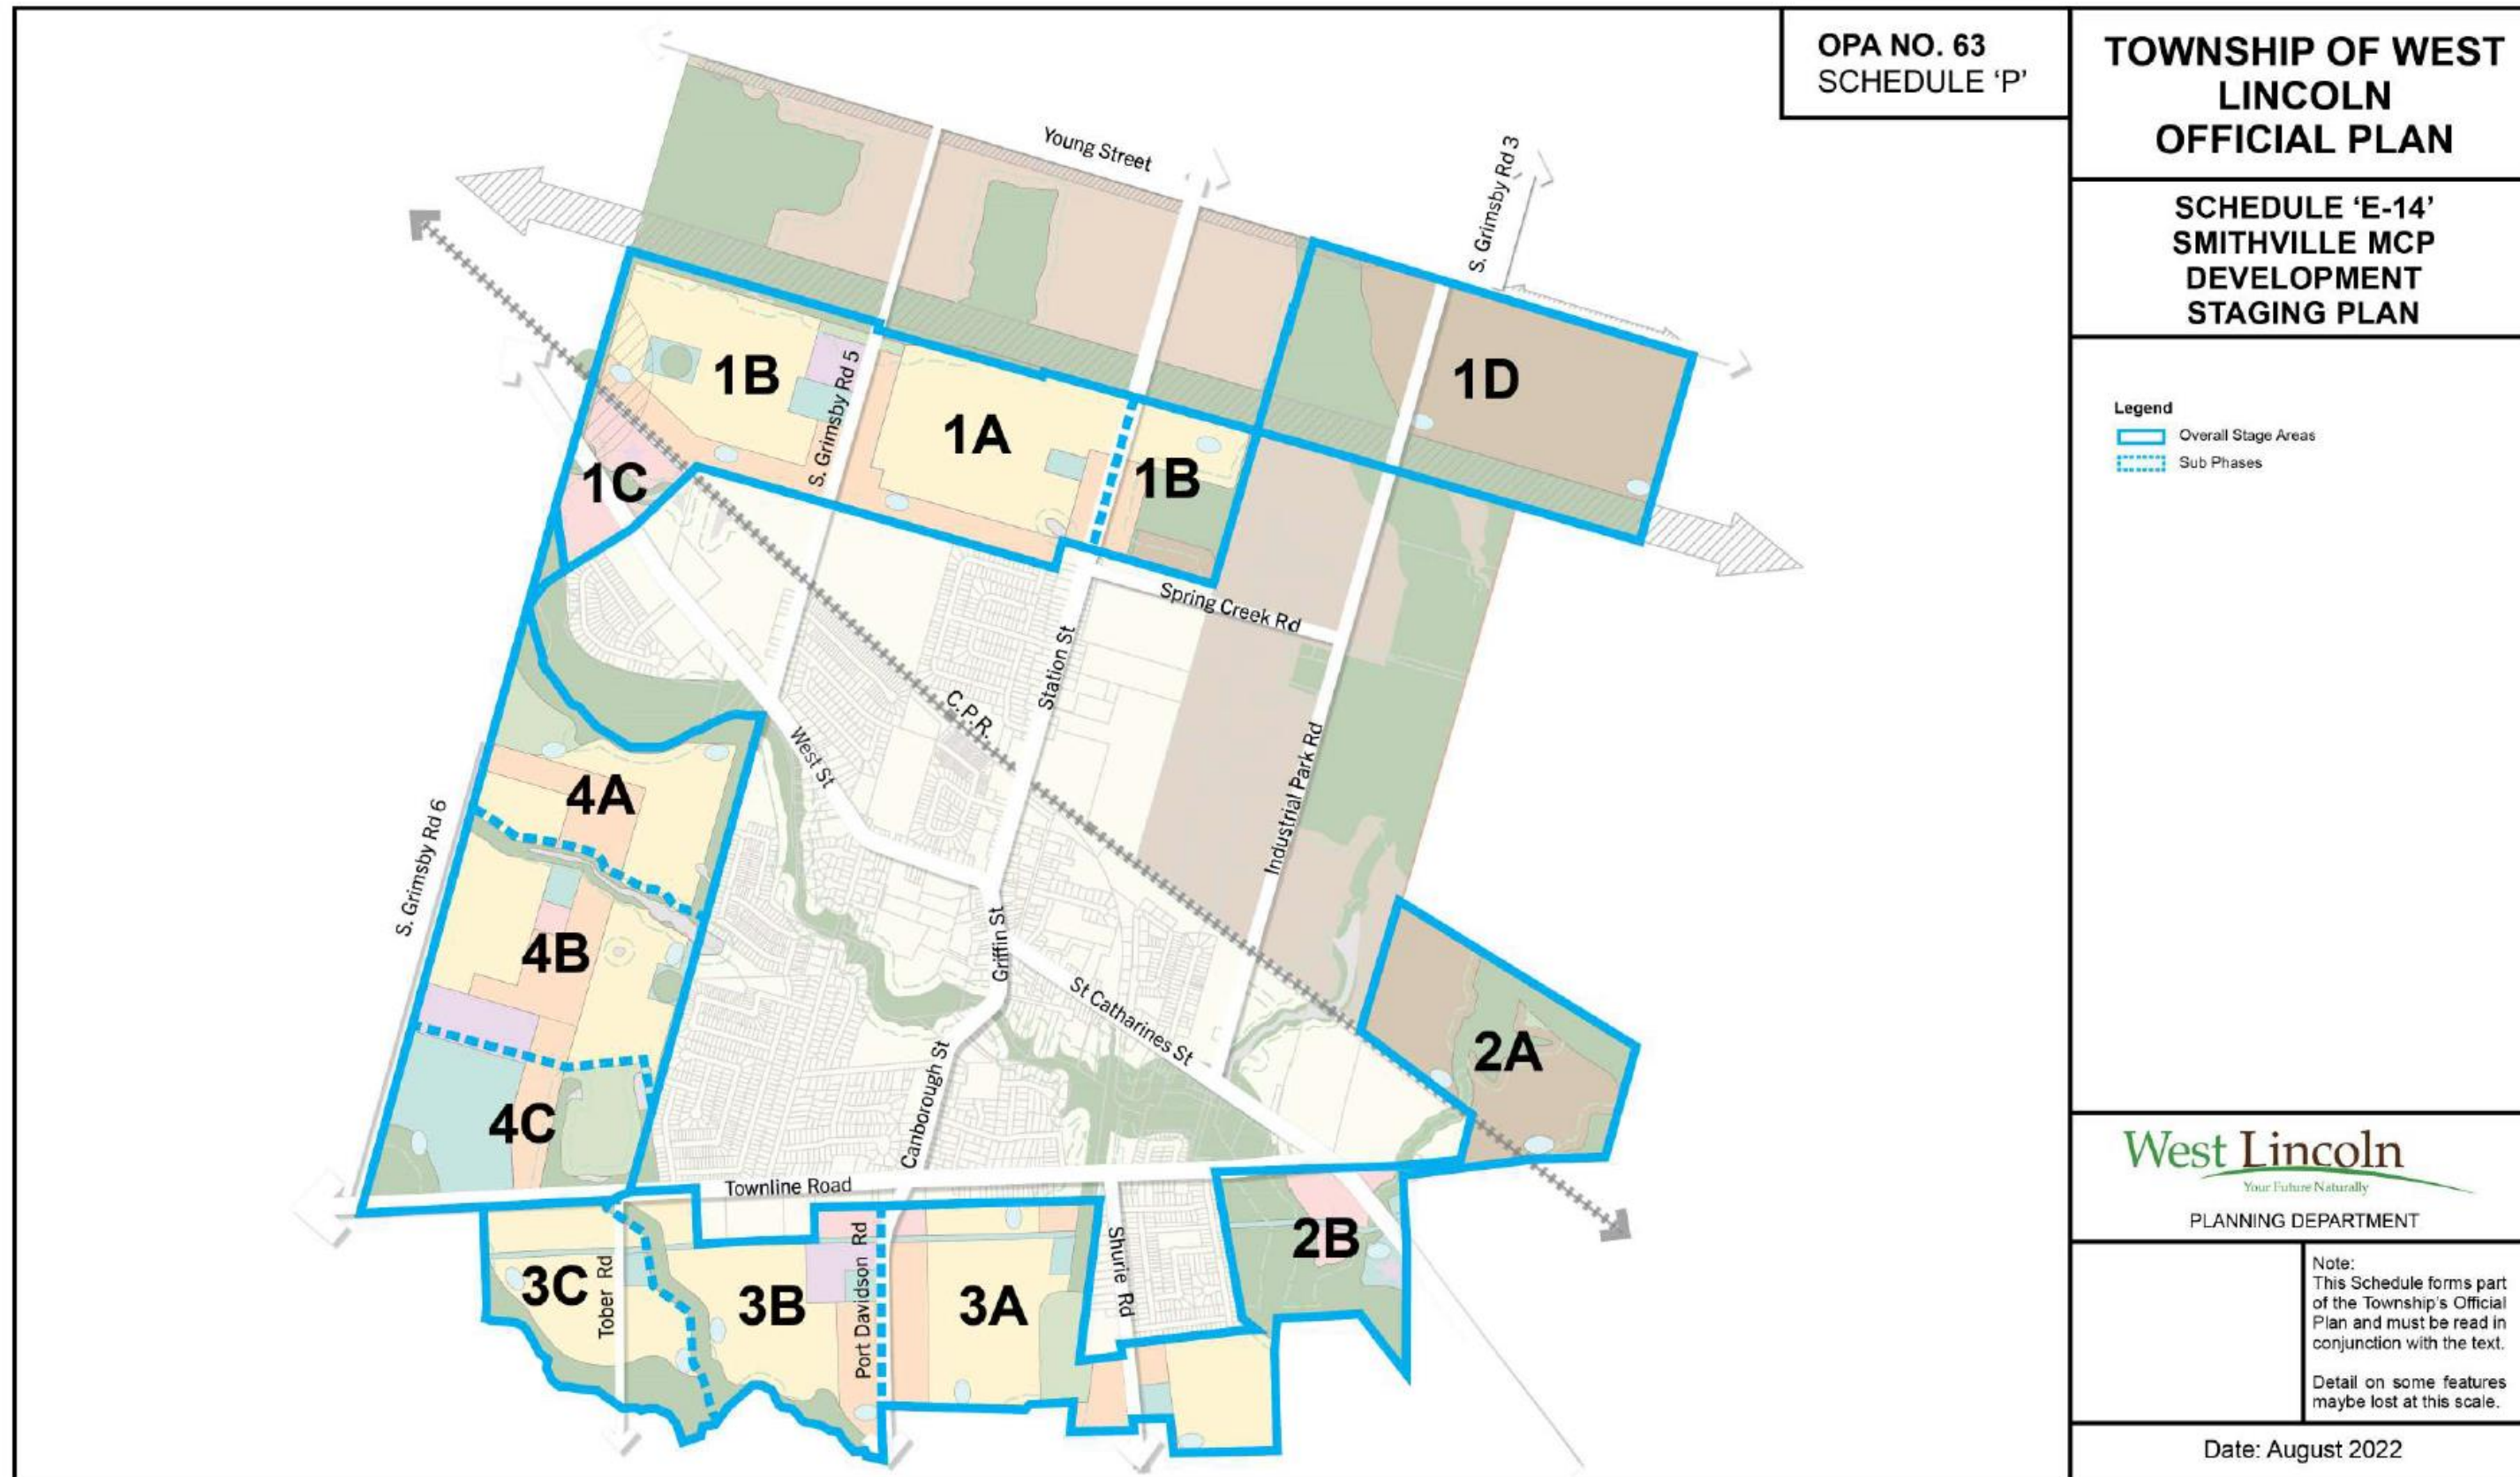 OPA NO. 63
SCHEDULE ‘P’
TOWNSHIP OF WEST
LINCOLN
OFFICIAL PLAN
SCHEDULE ‘E-14’
SMITHVILLE MCP
DEVELOPMENT
STAGING PLAN
Legend
Overall Stage Areas
Sub Phases
Young Street
S. Grimsby Rd 3
1B
S. Grimsby Rd 5
1A
1D
1C
1B
Spring Creek Rd
Station St
C.P.R.
West St
Industrial Park Rd
4A
S. Grimsby Rd 6
4B
Griffin St
St Catharines St
2A
Canborough St
4C
Townline Road
2B
3C
Tober Rd
3B
Port Davidson Rd
3A
Shurie Rd
West Lincoln
Your Future Naturally
PLANNING DEPARTMENT
Note:
This Schedule forms part
of the Township's Official
Plan and must be read in
conjunction with the text.
Detail on some features
maybe lost at this scale.
Date: August 2022